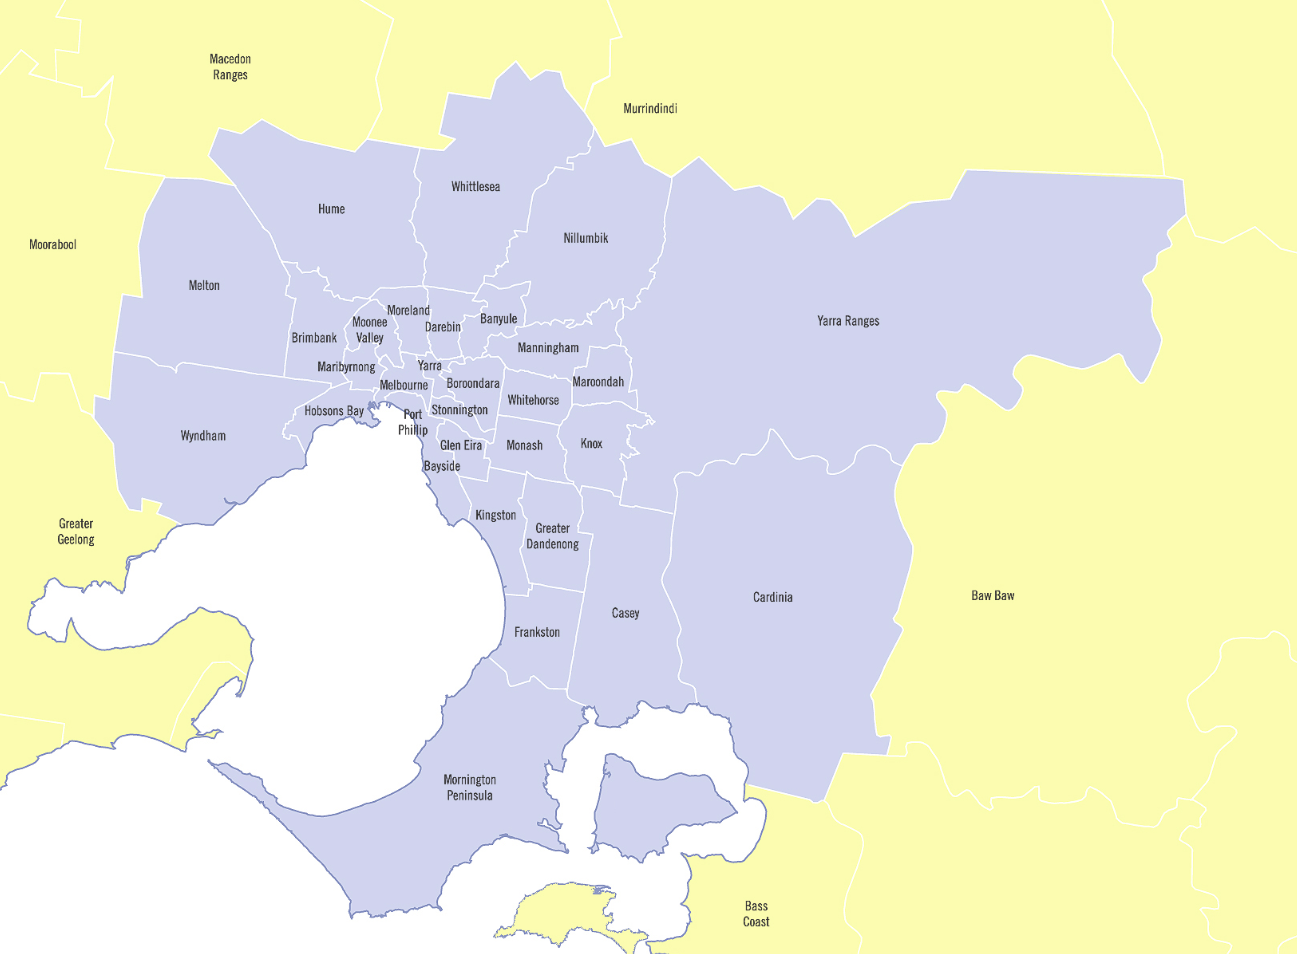 Macedon
Ranges
Murrindindi
Whittlesea
Hume
Nillumbik
Moorabool
Melton
Moreland
Banyule
Yarra Ranges
Moonee
Valley
Darebin
Brimbank
Manningham
Maribyrnong
Yarra
Melbourne
Boroondara
Maroondah
Whitehorse
Hobsons Bay
Port
Phillip
Stonnington
Wyndham
Glen Eira
Monash
Knox
Bayside
Kingston
Greater
Geelong
Greater
Dandenong
Cardinia
Baw Baw
Casey
Frankston
Mornington
Peninsula
Bass
Coast